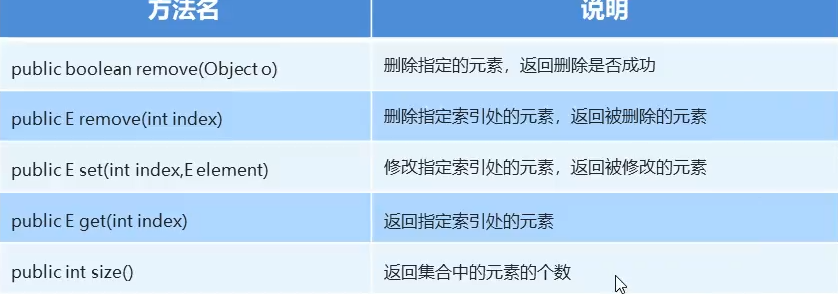 方法名 说明
public boolean remove(Object o) 删除指定的元素，返回删除是否成功
public E remove(int index) 删除指定索引处的元素，返回被删除的元素
public E set(int index,E element) 修改指定索引处的元素，返回被修改的元素
public E get(int index) 返回指定索引处的元素
public int size() 返回集合中的元素的个数